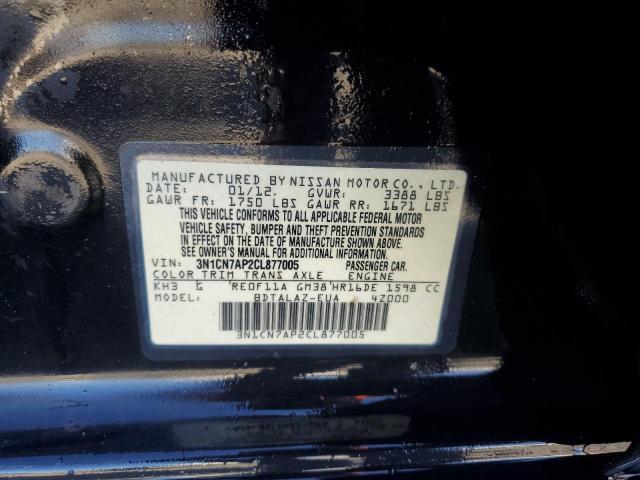 MANUFACTURED BY NISSAN MOTOR CO., LTD.
DATE: 01/12. GVWR: 3388 LBS
GAWR FR: 1750 LBS GAWR RR: 1671 LBS
THIS VEHICLE CONFORMS TO ALL APPLICABLE FEDERAL MOTOR
VEHICLE SAFETY, BUMPER AND THEFT PREVENTION STANDARDS
IN EFFECT ON THE DATE OF MANUFACTURE SHOWN ABOVE.
SEE OWNER'S MANUAL FOR ADDITIONAL INFORMATION.
VIN: 3N1CN7AP2CL877005 PASSENGER CAR.
COLOR TRIM TRANS AXLE ENGINE
KH3 G RE0F11A GM38 HR16DE 1598 CC
MODEL: BDTALAZ-EUA 4Z000
3N1CN7AP2CL877005